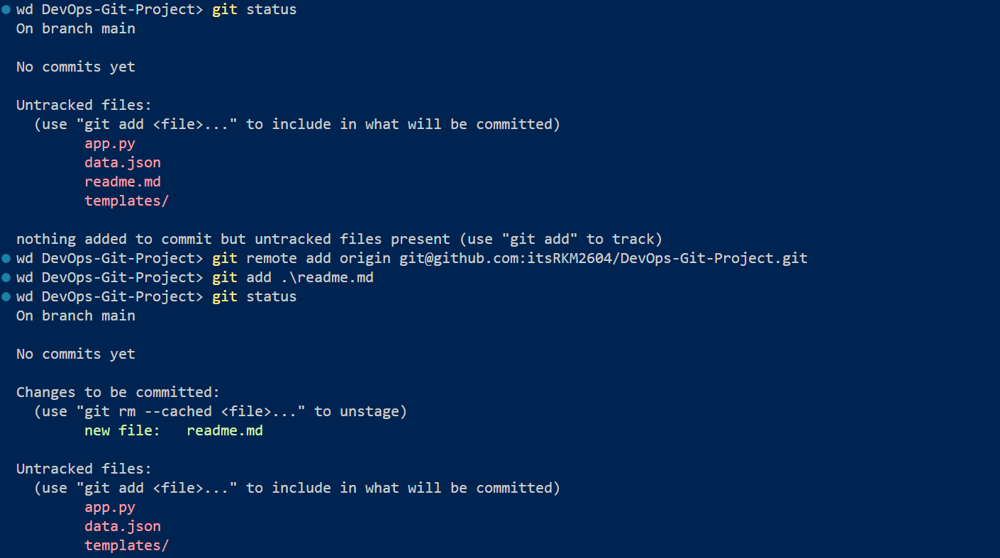 wd DevOps-Git-Project> git status
On branch main
No commits yet
Untracked files:
(use "git add <file>..." to include in what will be committed)
app.py
data.json
readme.md
templates/
nothing added to commit but untracked files present (use "git add" to track)
wd DevOps-Git-Project> git remote add origin git@github.com:itsRKM2604/DevOps-Git-Project.git
wd DevOps-Git-Project> git add .\readme.md
wd DevOps-Git-Project> git status
On branch main
No commits yet
Changes to be committed:
(use "git rm --cached <file>..." to unstage)
new file:   readme.md
Untracked files:
(use "git add <file>..." to include in what will be committed)
app.py
data.json
templates/